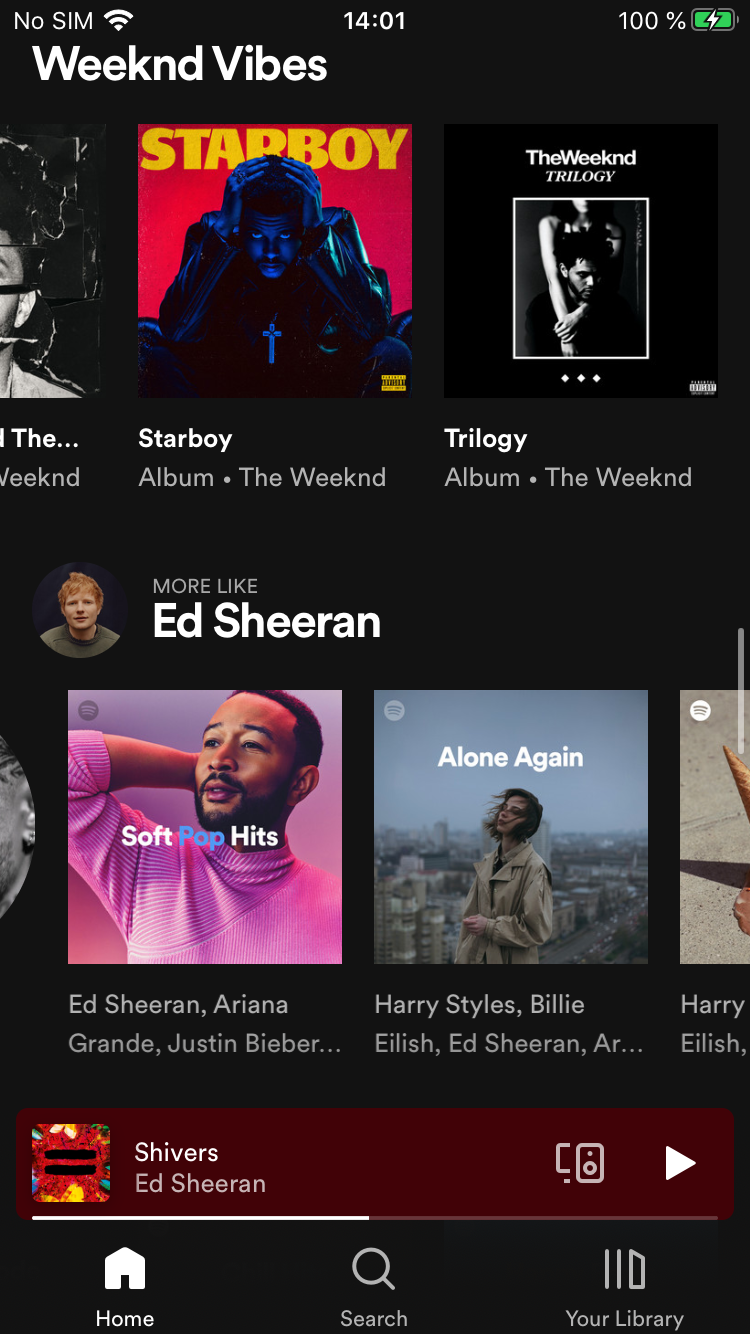 No SIM 14:01 100 %
Weeknd Vibes
STARBOY
TheWeeknd
TRILOGY
d The... Starboy Trilogy
Weeknd Album • The Weeknd Album • The Weeknd
MORE LIKE
Ed Sheeran
Alone Again
Soft Pop Hits
Ed Sheeran, Ariana Harry Styles, Billie Harry
Grande, Justin Bieber... Eilish, Ed Sheeran, Ar... Eilish,
Shivers
Ed Sheeran
Home Search Your Library